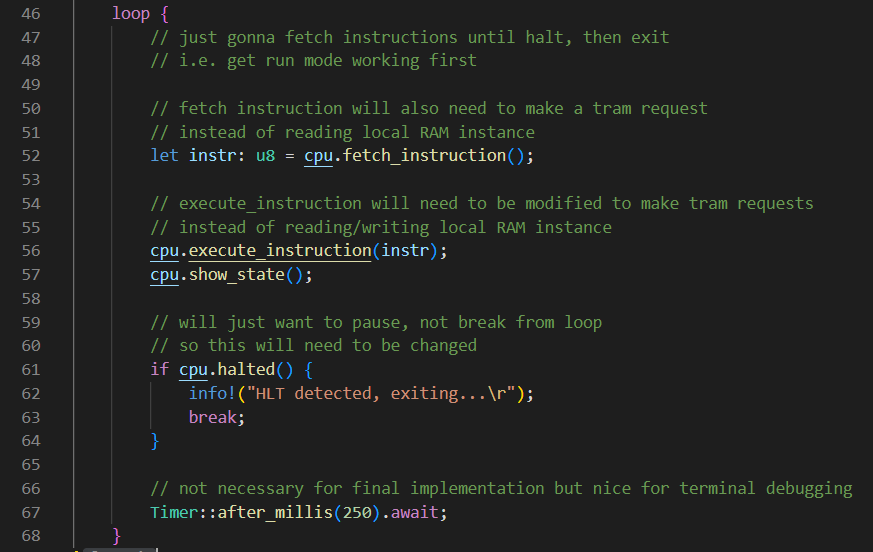 46 loop {
47 // just gonna fetch instructions until halt, then exit
48 // i.e. get run mode working first
49
50 // fetch instruction will also need to make a tram request
51 // instead of reading local RAM instance
52 let instr: u8 = cpu.fetch_instruction();
53
54 // execute_instruction will need to be modified to make tram requests
55 // instead of reading/writing local RAM instance
56 cpu.execute_instruction(instr);
57 cpu.show_state();
58
59 // will just want to pause, not break from loop
60 // so this will need to be changed
61 if cpu.halted() {
62 info!("HLT detected, exiting...\r");
63 break;
64 }
65
66 // not necessary for final implementation but nice for terminal debugging
67 Timer::after_millis(250).await;
68 }